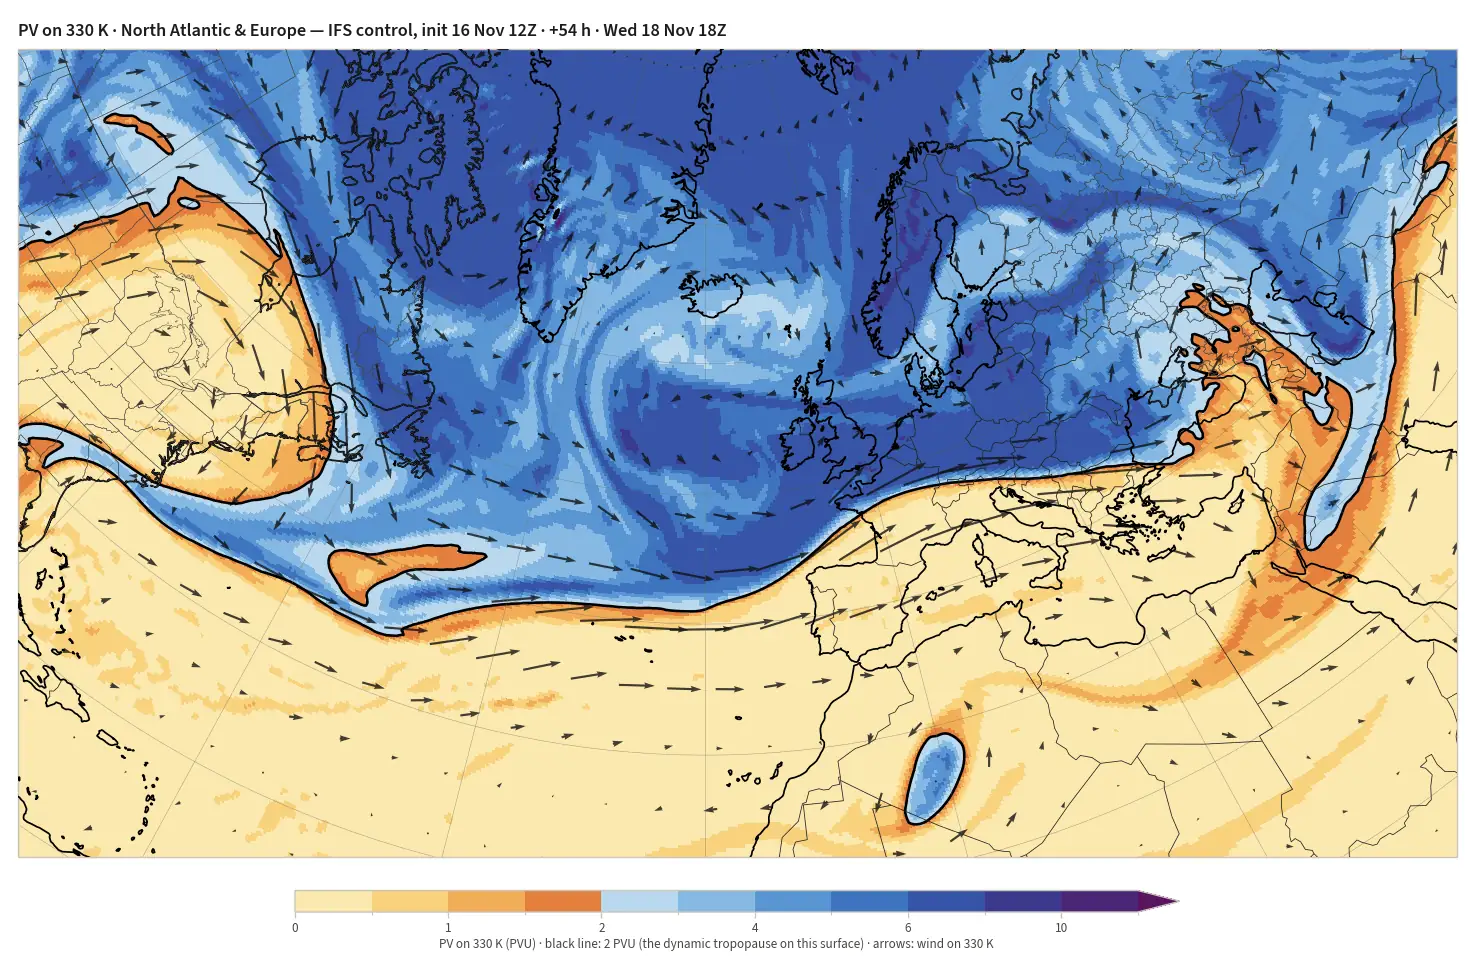 PV on 330 K · North Atlantic & Europe — IFS control, init 16 Nov 12Z · +54 h · Wed 18 Nov 18Z
0 1 2 4 6 10
PV on 330 K (PVU) · black line: 2 PVU (the dynamic tropopause on this surface) · arrows: wind on 330 K